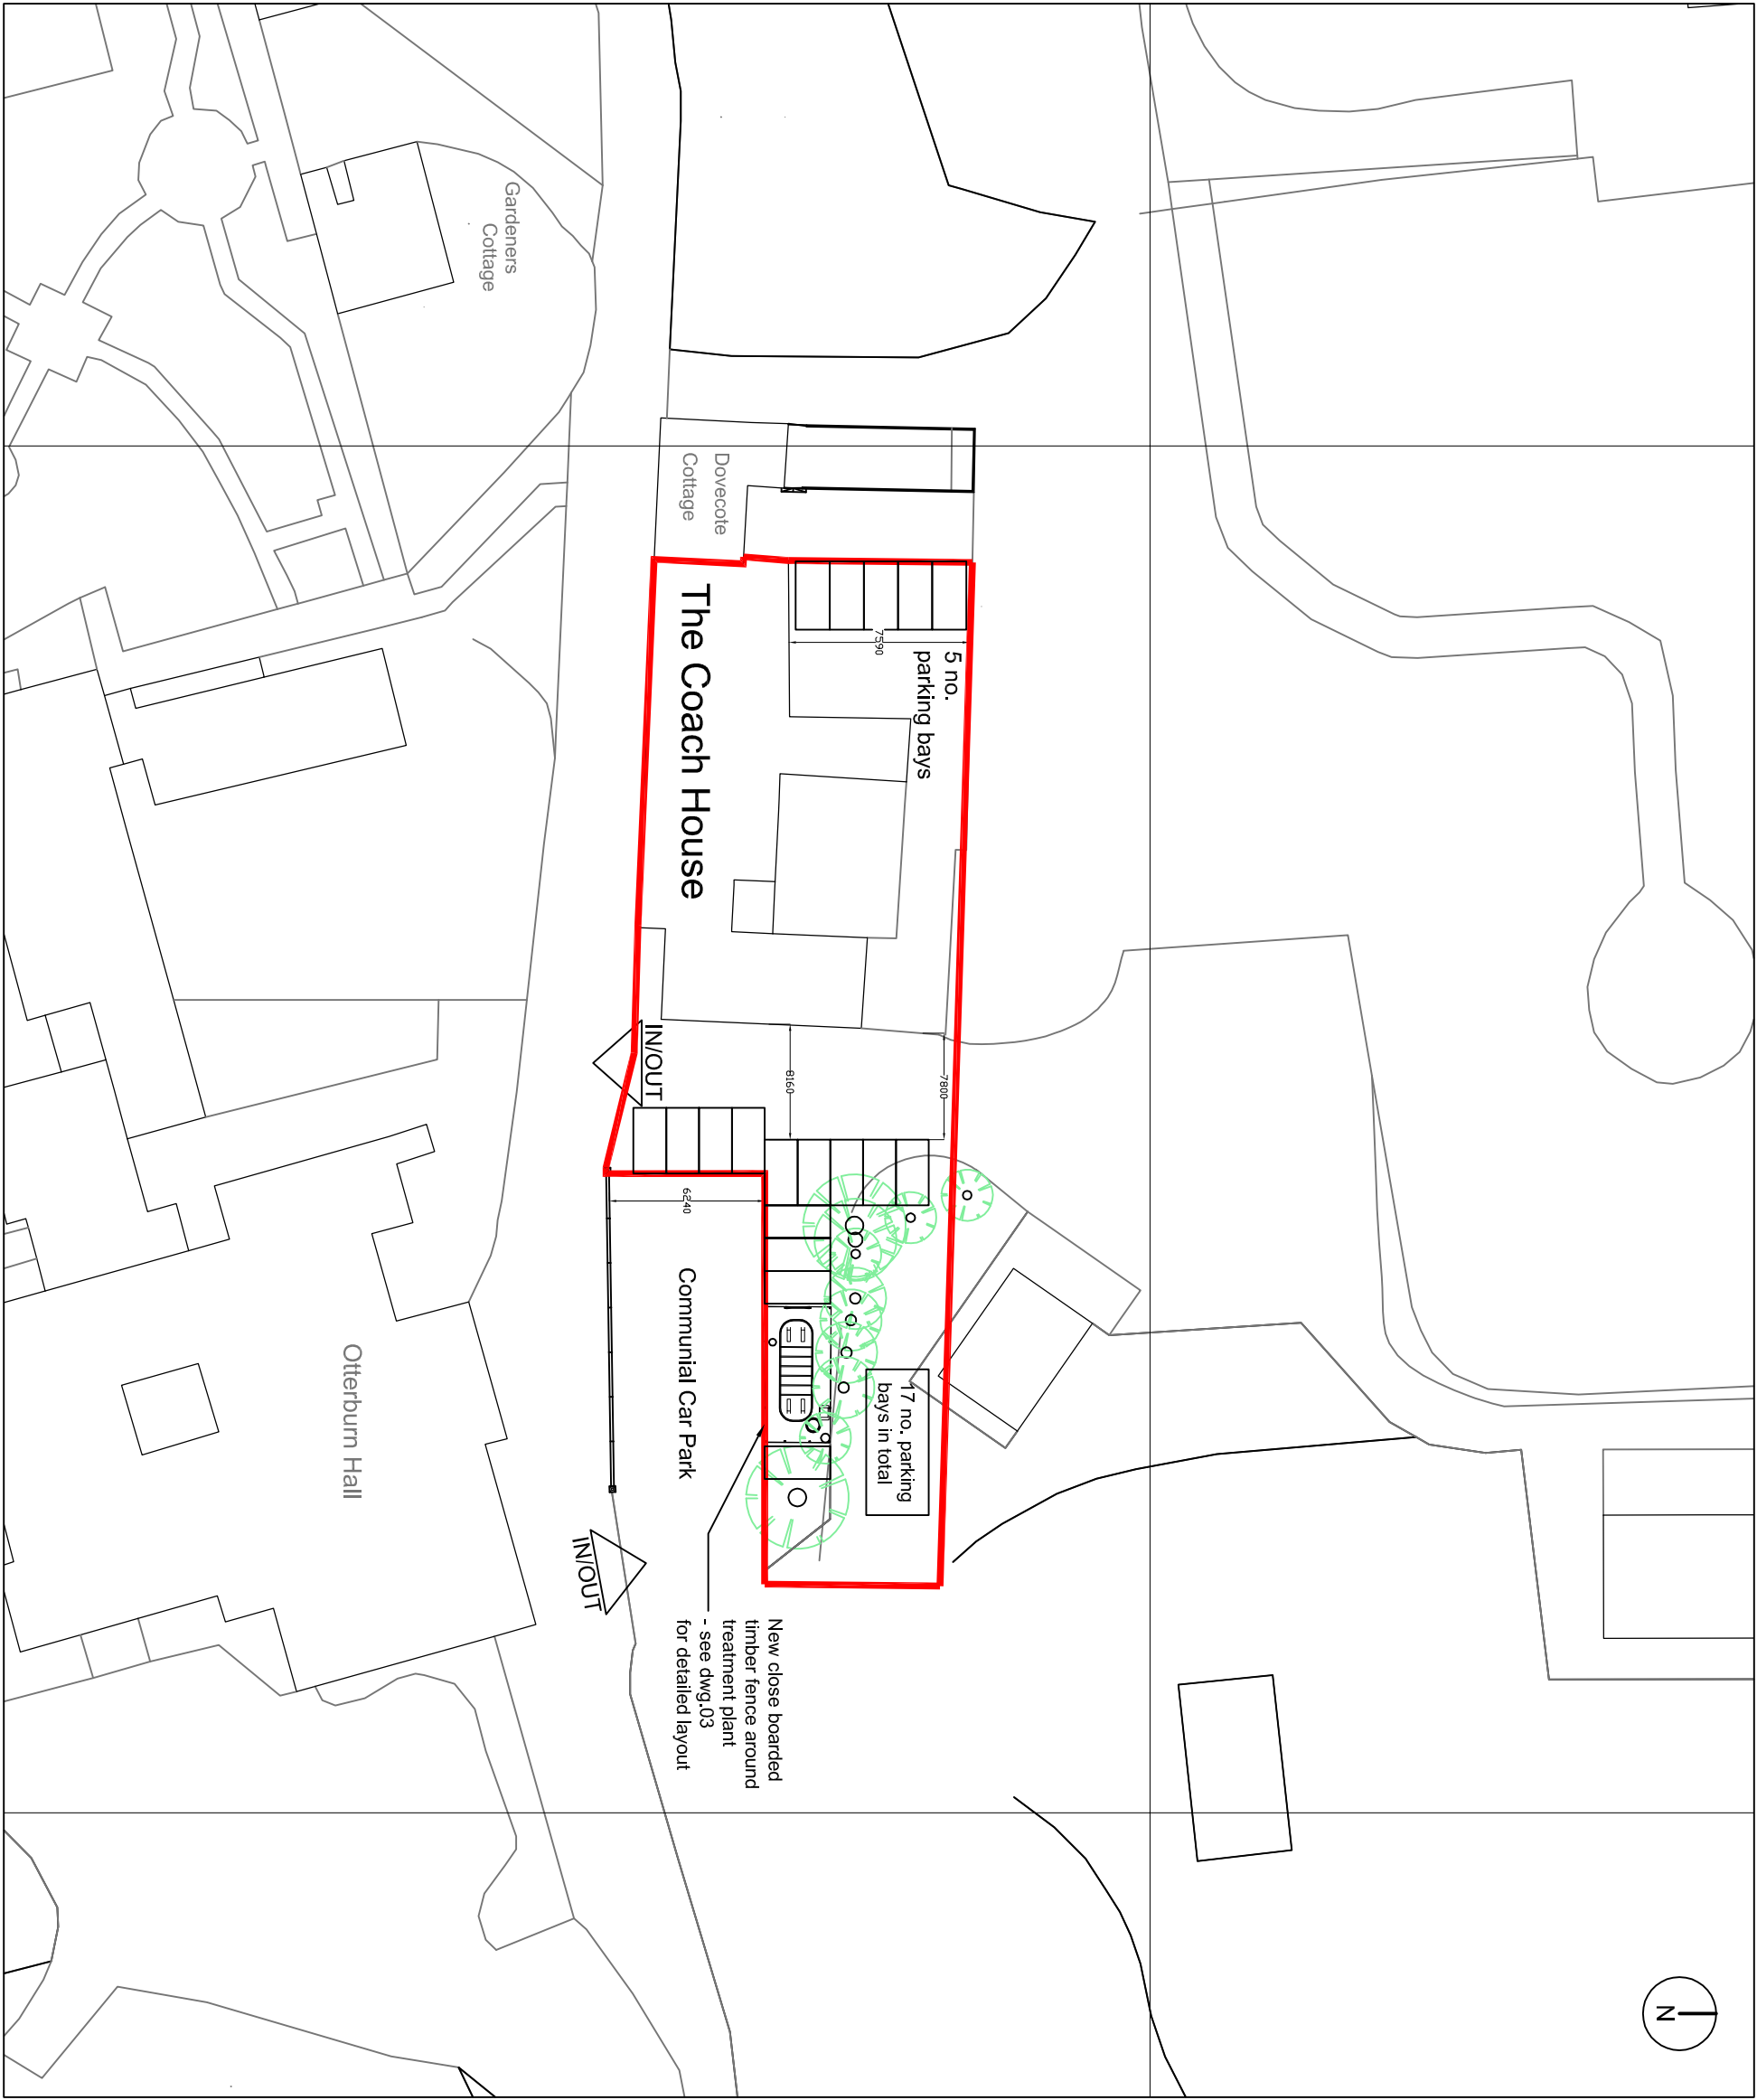 Gardeners
Cottage
Dovecote
Cottage
The Coach House
5 no.
parking bays
7590
IN/OUT
8160
7800
6240
Communial Car Park
17 no. parking
bays in total
Otterburn Hall
IN/OUT
New close boarded
timber fence around
treatment plant
- see dwg.03
for detailed layout
N